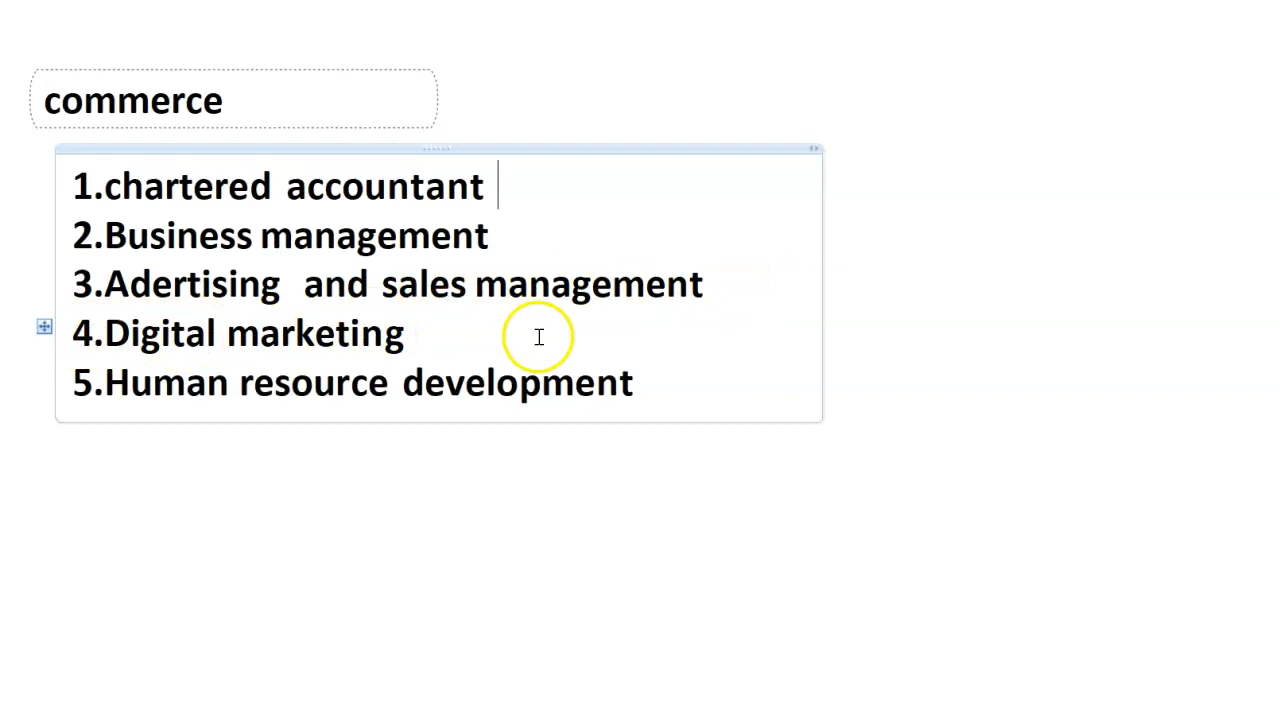 commerce
1.chartered accountant
2.Business management
3.Adertising and sales management
4.Digital marketing
5.Human resource development